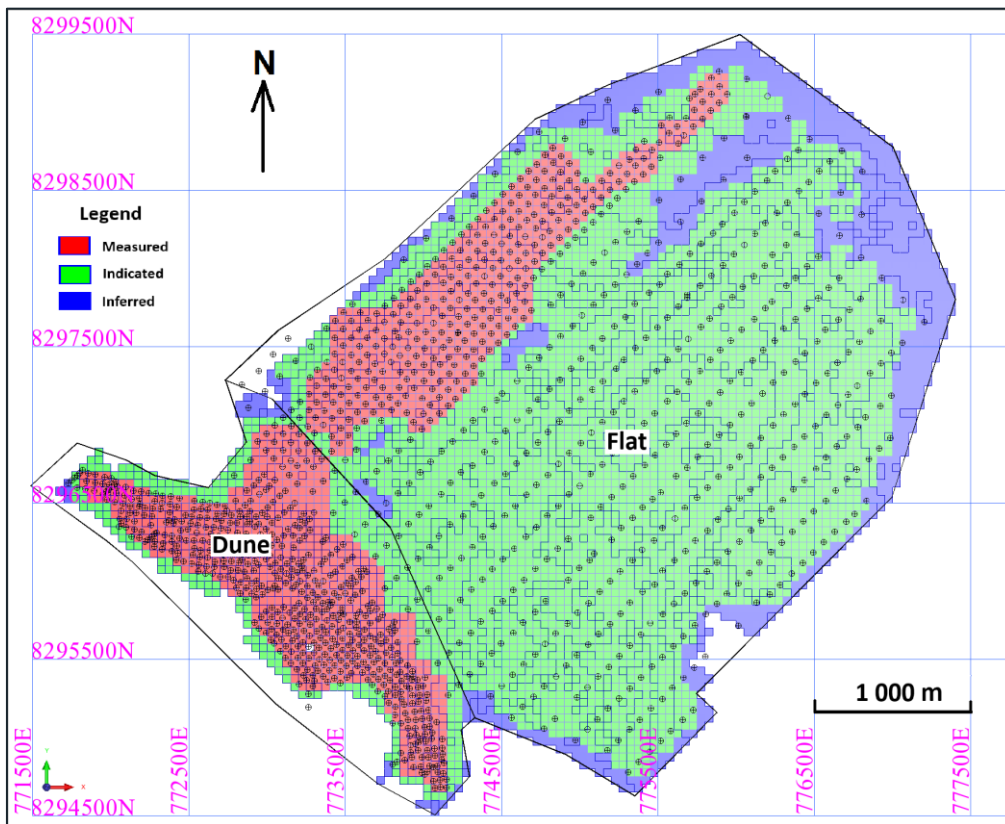 8299500N
N
8298500N
Legend
Measured
Indicated
Inferred
8297500N
Flat
Dune
8295500N
1 000 m
8294500N
771500E
772500E
773500E
774500E
775500E
776500E
777500E
Y
X